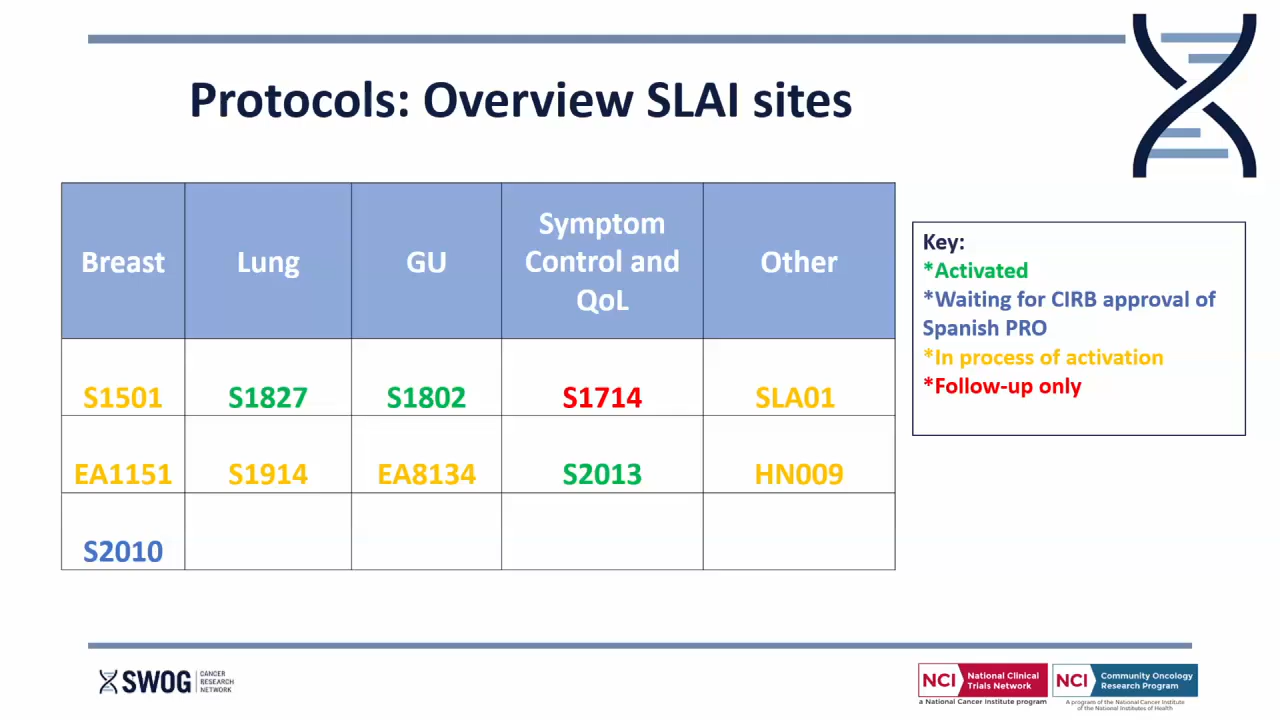 Protocols: Overview SLAI sites
Breast
Lung
GU
Symptom
Control and
QoL
Other
S1501
S1827
S1802
S1714
SLA01
EA1151
S1914
EA8134
S2013
HN009
S2010
Key:
*Activated
*Waiting for CIRB approval of
Spanish PRO
*In process of activation
*Follow-up only
SWOG
CANCER
RESEARCH
NETWORK
NCI
National Clinical
Trials Network
a National Cancer Institute program
NCI
Community Oncology
Research Program
A program of the National Cancer Institute
of the National Institutes of Health